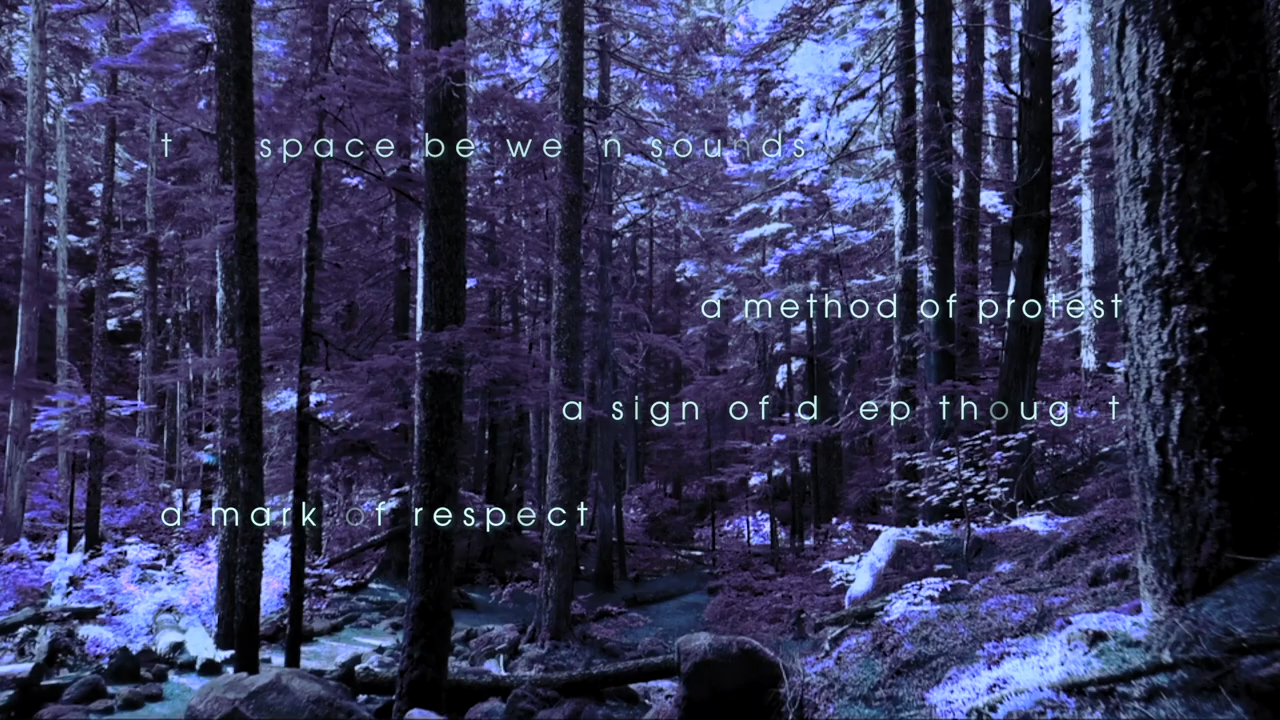 t space be we n sounds
a method of protest
a sign of d ep thoug t
a mark of respect